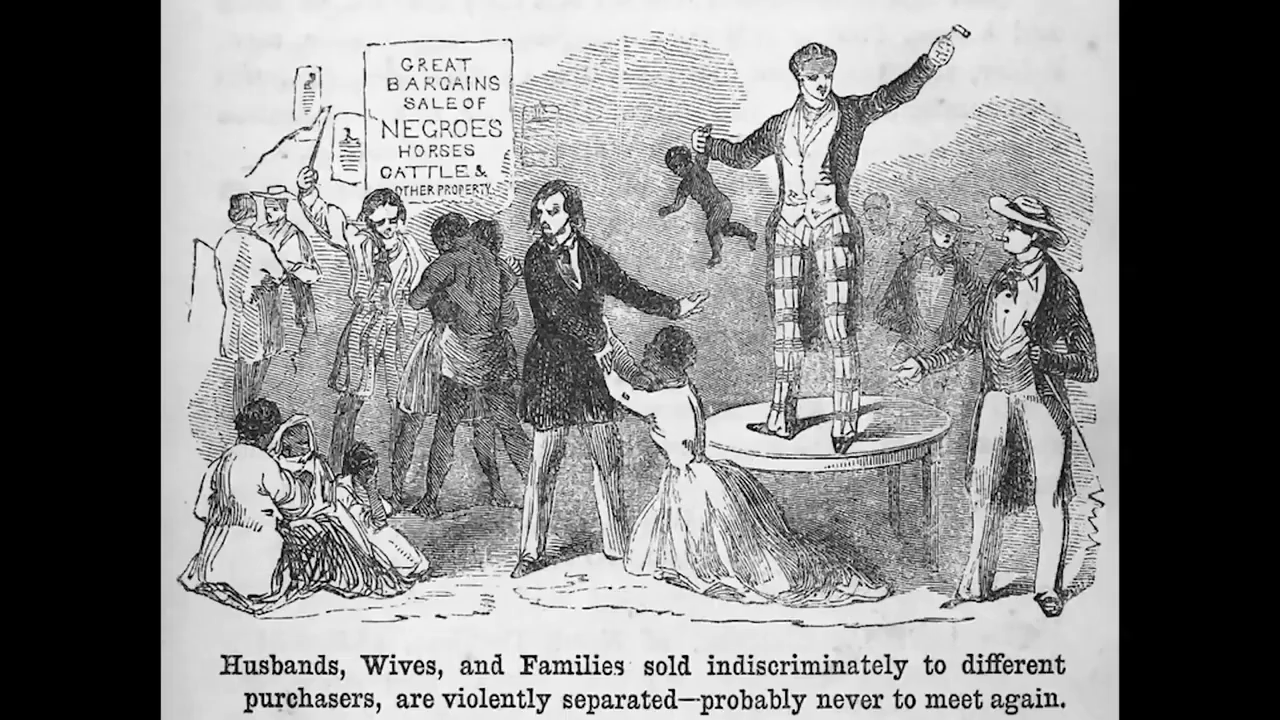 GREAT
BARGAINS
SALE OF
NEGROES
HORSES
CATTLE &
OTHER PROPERTY
Husbands, Wives, and Families sold indiscriminately to different
purchasers, are violently separated—probably never to meet again.